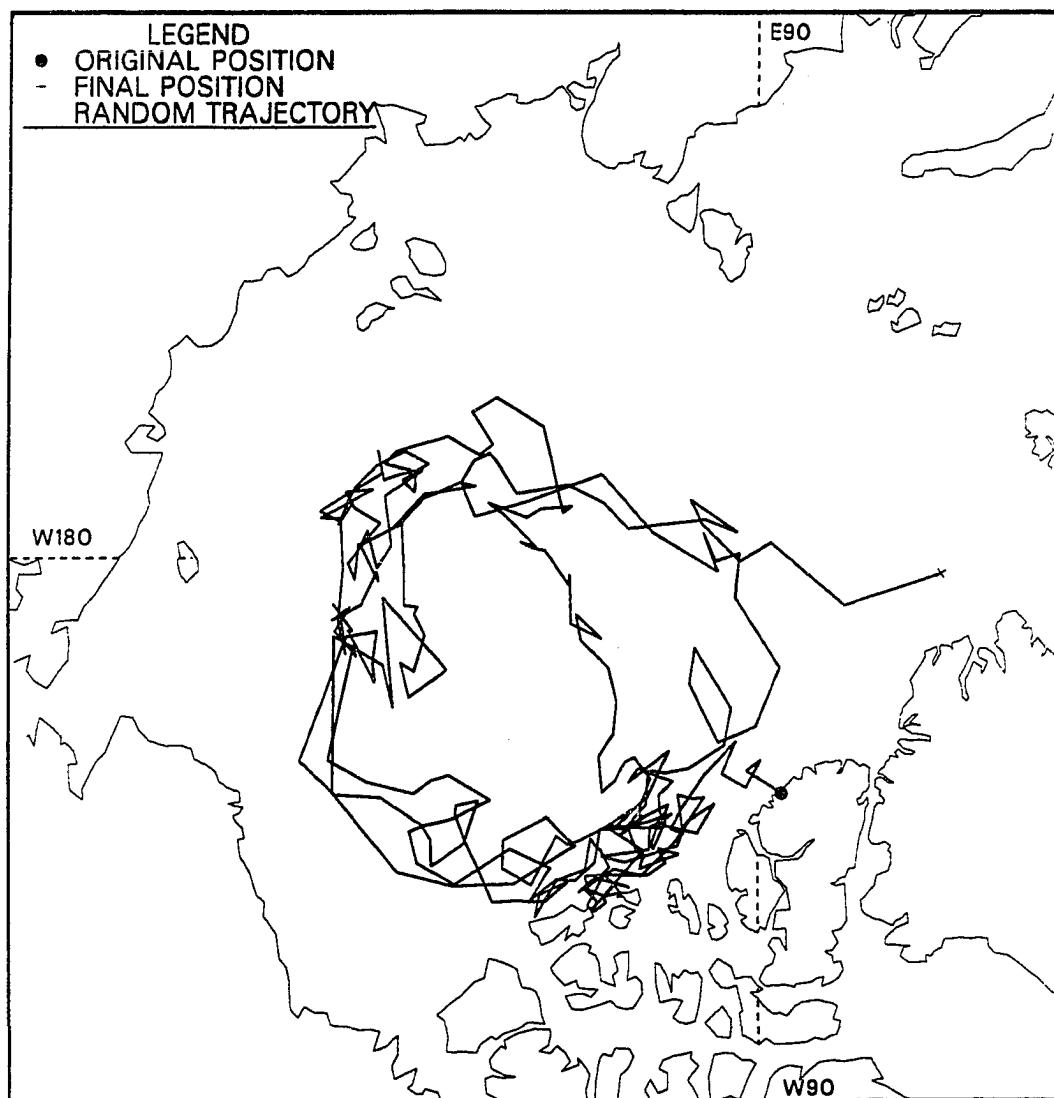 LEGEND
● ORIGINAL POSITION
- FINAL POSITION
RANDOM TRAJECTORY
E90
W180
W90